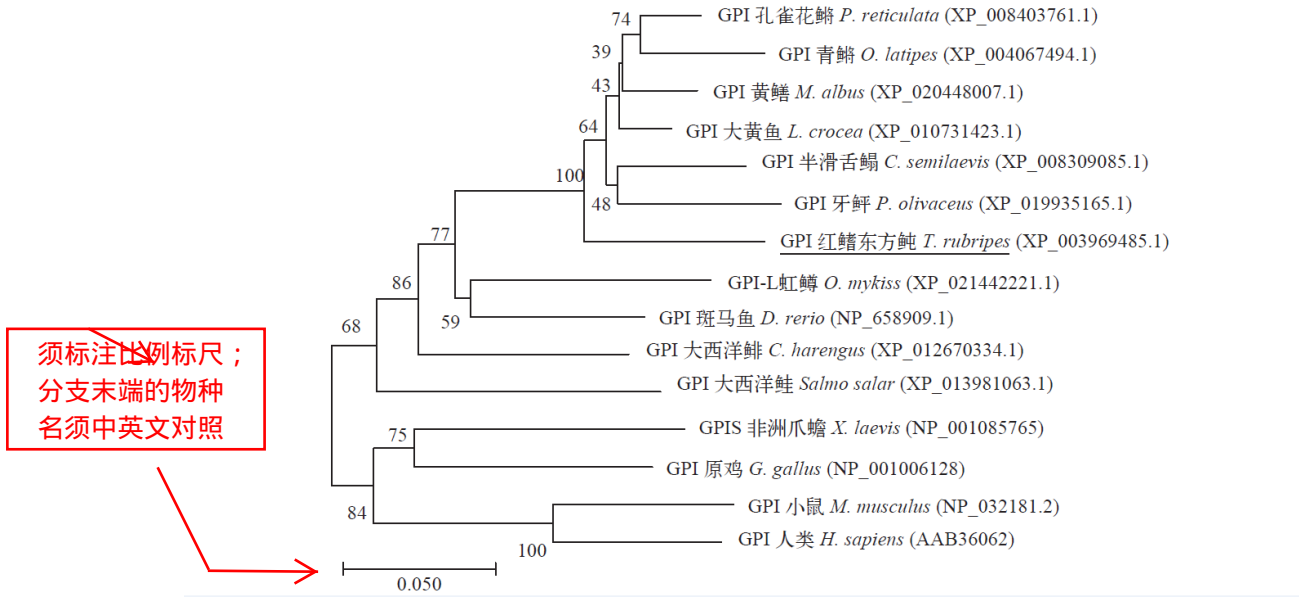 74
GPI 孔雀花鳉 P. reticulata (XP_008403761.1)
39
GPI 青鳉 O. latipes (XP_004067494.1)
43
GPI 黄鳝 M. albus (XP_020448007.1)
64
GPI 大黄鱼 L. crocea (XP_010731423.1)
GPI 半滑舌鳎 C. semilaevis (XP_008309085.1)
100
48
GPI 牙鲆 P. olivaceus (XP_019935165.1)
77
GPI 红鳍东方鲀 T. rubripes (XP_003969485.1)
86
GPI-L虹鳟 O. mykiss (XP_021442221.1)
59
GPI 斑马鱼 D. rerio (NP_658909.1)
68
GPI 大西洋鲱 C. harengus (XP_012670334.1)
GPI 大西洋鲑 Salmo salar (XP_013981063.1)
须标注比例标尺；
分支末端的物种
名须中英文对照
75
GPIS 非洲爪蟾 X. laevis (NP_001085765)
GPI 原鸡 G. gallus (NP_001006128)
84
GPI 小鼠 M. musculus (NP_032181.2)
100
GPI 人类 H. sapiens (AAB36062)
0.050